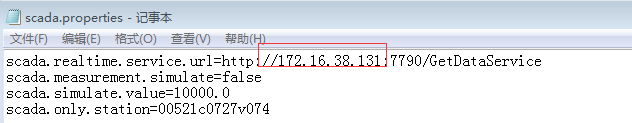 scada.properties - 记事本
文件(F) 编辑(E) 格式(O) 查看(V) 帮助(H)
scada.realtime.service.url=http://172.16.38.131:7790/GetDataService
scada.measurement.simulate=false
scada.simulate.value=10000.0
scada.only.station=00521c0727v074